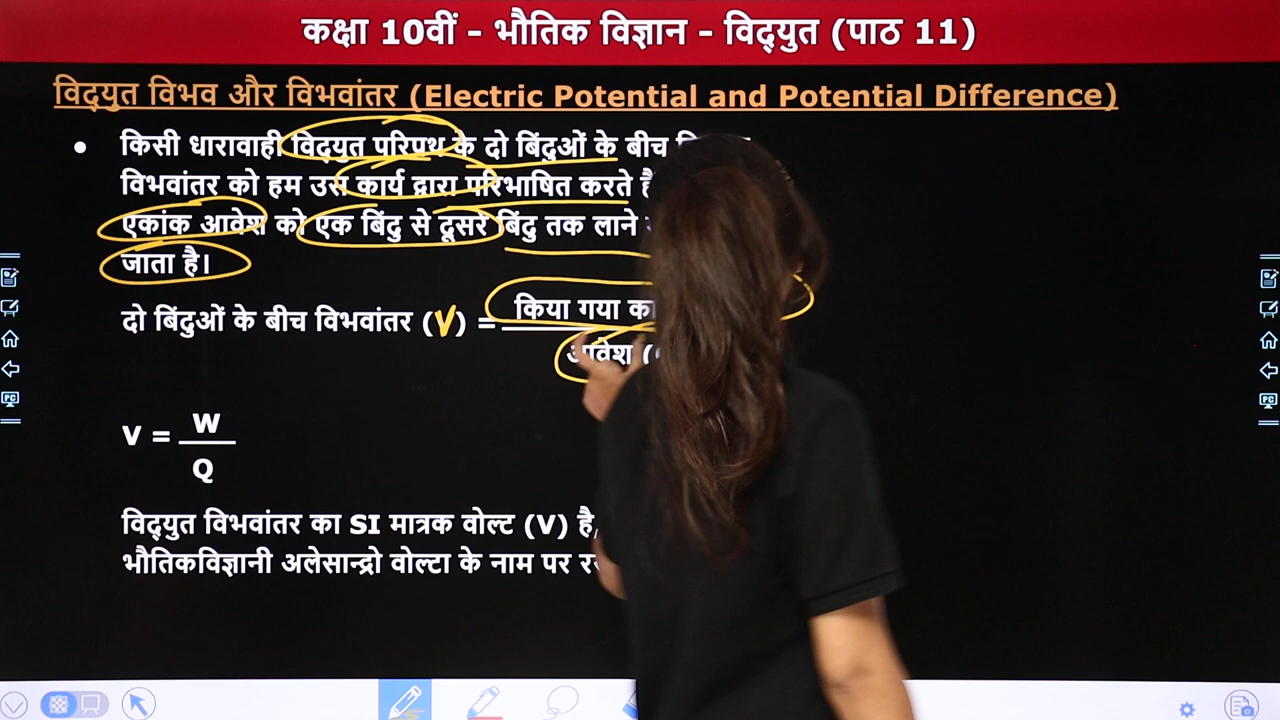 कक्षा 10वीं - भौतिक विज्ञान - विद्युत (पाठ 11)
विद्युत विभव और विभवांतर (Electric Potential and Potential Difference)
• किसी धारावाही विद्युत परिपथ के दो बिंदुओं के बीच
विभवांतर को हम उस कार्य द्वारा परिभाषित करते
एकांक आवेश को एक बिंदु से दूसरे बिंदु तक लाने
जाता है।
दो बिंदुओं के बीच विभवांतर (V) = किया गया
आवेश
V = W
Q
विद्युत विभवांतर का SI मात्रक वोल्ट (V) है,
भौतिकविज्ञानी अलेसान्द्रो वोल्टा के नाम पर